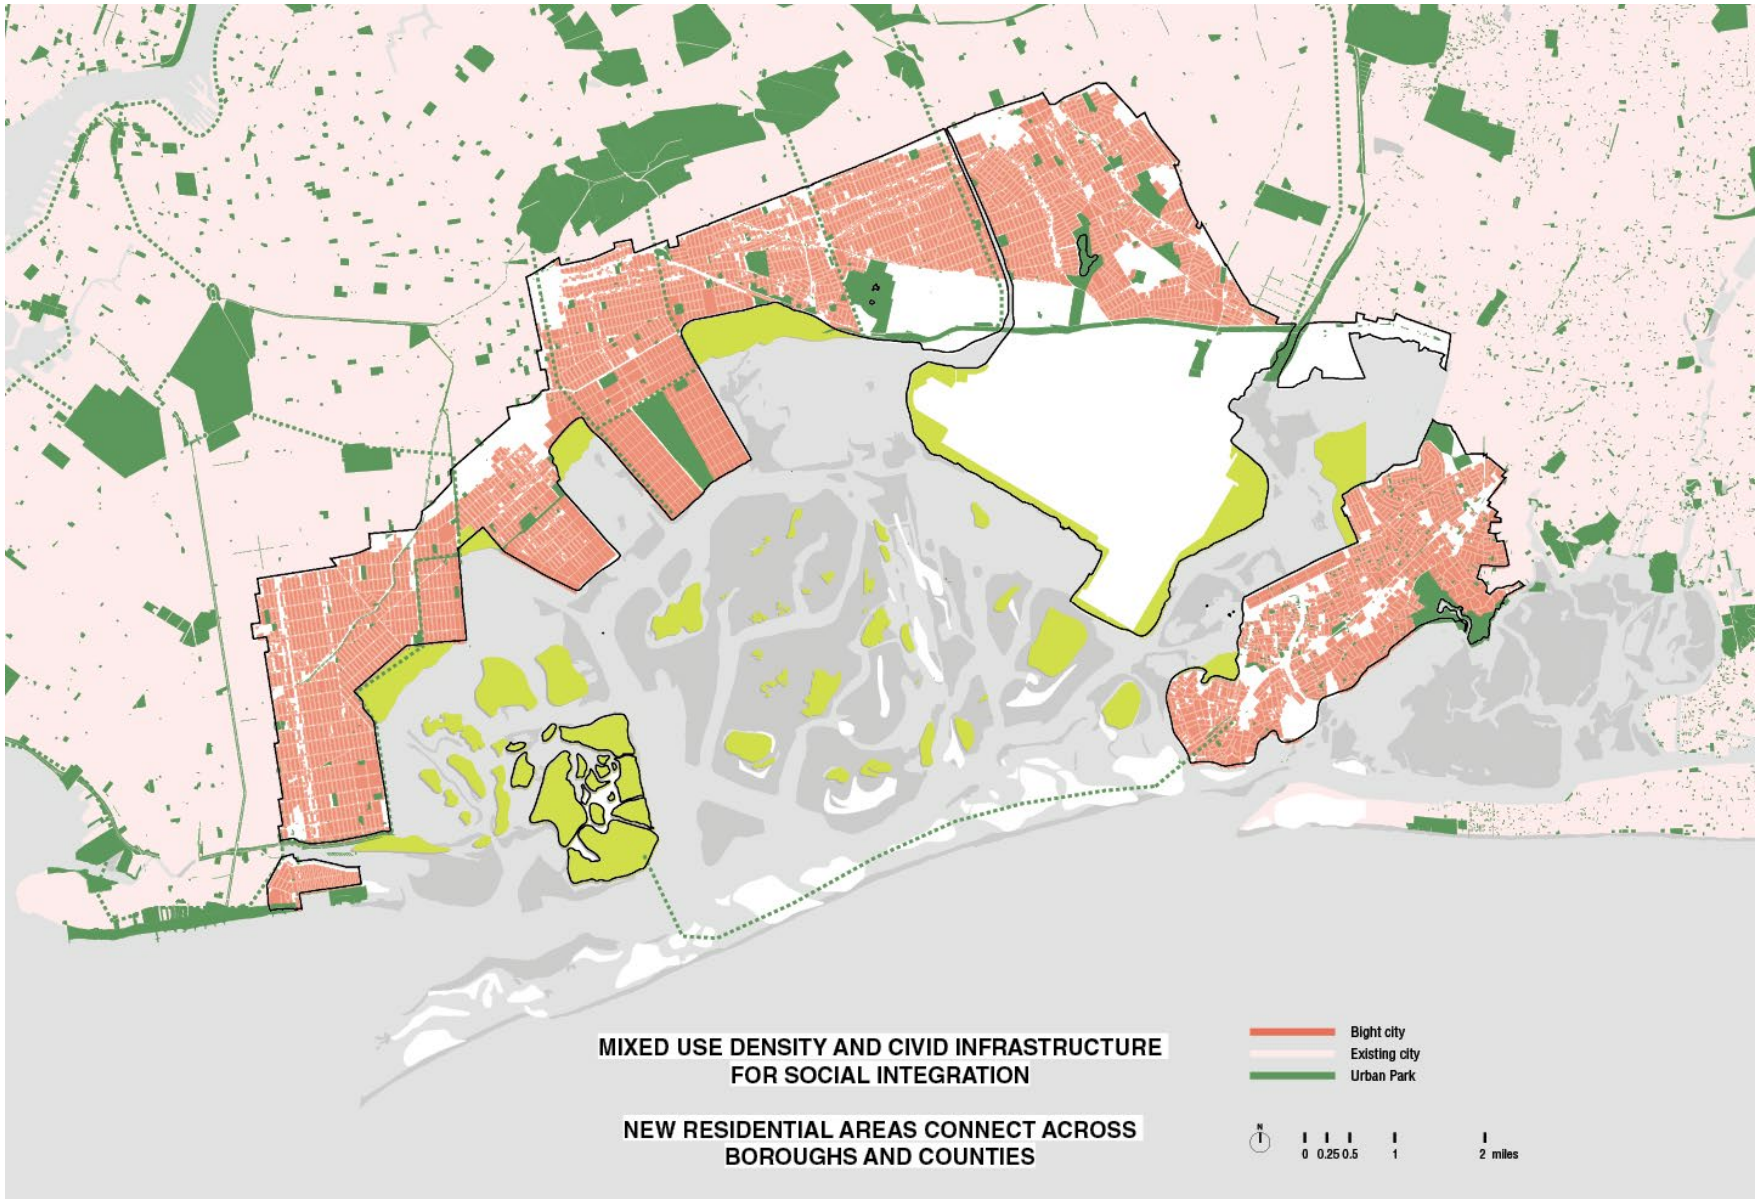 MIXED USE DENSITY AND CIVID INFRASTRUCTURE
FOR SOCIAL INTEGRATION
NEW RESIDENTIAL AREAS CONNECT ACROSS
BOROUGHS AND COUNTIES
Bight city
Existing city
Urban Park
N
0 0.25 0.5 1 2 miles